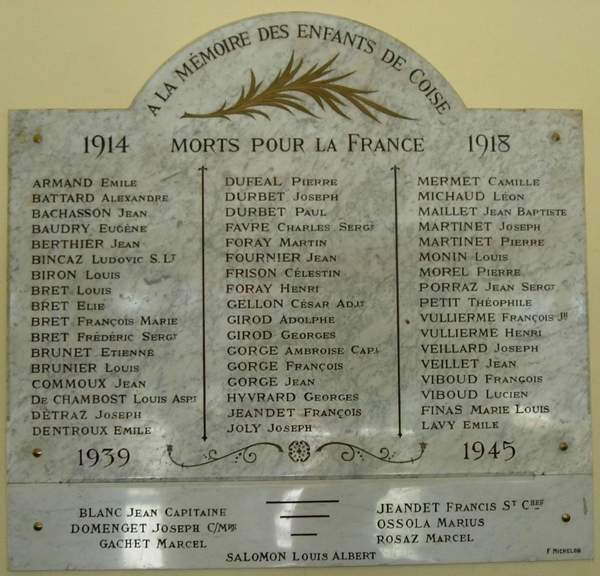 A LA MÉMOIRE DES ENFANTS DE COISE
1914 MORTS POUR LA FRANCE 1918
ARMAND EMILE
BATTARD ALEXANDRE
BACHASSON JEAN
BAUDRY EUGÈNE
BERTHIER JEAN
BINCAZ LUDOVIC S. LT
BIRON LOUIS
BRET LOUIS
BRET ELIE
BRET FRANÇOIS MARIE
BRET FRÉDÉRIC SERGT
BRUNET ETIENNE
BRUNIER LOUIS
COMMOUX JEAN
DE CHAMBOST LOUIS ASPT
DÉTRAZ JOSEPH
DENTROUX EMILE
DUFEAL PIERRE
DURBET JOSEPH
DURBET PAUL
FAVRE CHARLES SERGT
FORAY MARTIN
FOURNIER JEAN
FRISON CÉLESTIN
FORAY HENRI
GELLON CÉSAR ADJT
GIROD ADOLPHE
GIROD GEORGES
GORGE AMBROISE CAPL
GORGE FRANÇOIS
GORGE JEAN
HYVRARD GEORGES
JEANDET FRANÇOIS
JOLY JOSEPH
MERMET CAMILLE
MICHAUD LÉON
MAILLET JEAN BAPTISTE
MARTINET JOSEPH
MARTINET PIERRE
MONIN LOUIS
MOREL PIERRE
PORRAZ JEAN SERGT
PETIT THÉOPHILE
VULLIERME FRANÇOIS JH
VULLIERME HENRI
VEILLARD JOSEPH
VEILLET JEAN
VIBOUD FRANGOIS
VIBOUD LUCIEN
FINAS MARIE LOUIS
LAVY EMILE
1939 1945
BLANC JEAN CAPITAINE
DOMENGET JOSEPH
GACHET MARCEL
JEANDET FRANCIS ST CHEF
OSSOLA MARIUS
ROSAZ MARCEL
SALOMON LOUIS ALBERT
F MICHELON